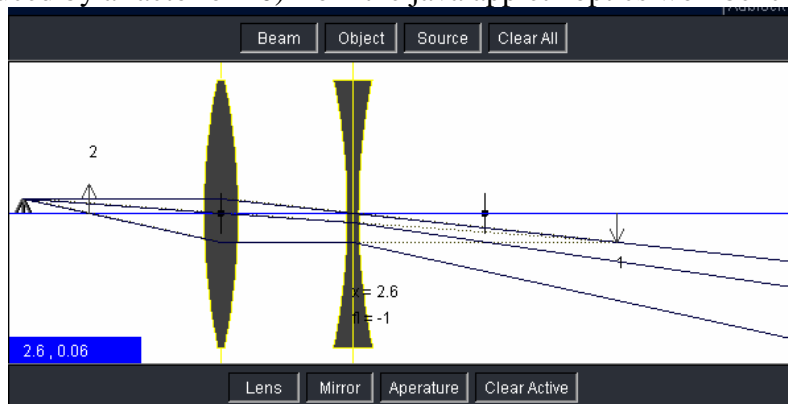 Beam Object Source Clear All
2
x = 2.6
fl = -1
1
2.6 , 0.06
Lens Mirror Aperature Clear Active